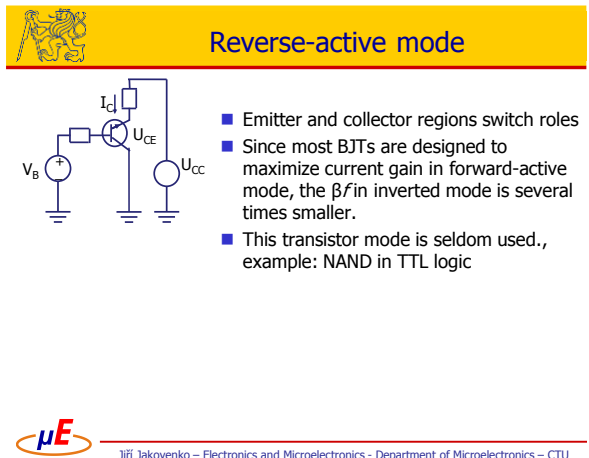 Reverse-active mode
I_C
U_CE
V_B
+
–
U_CC
Emitter and collector regions switch roles
Since most BJTs are designed to
maximize current gain in forward-active
mode, the βf in inverted mode is several
times smaller.
This transistor mode is seldom used.,
example: NAND in TTL logic
μE
Jiří Jakovenko – Electronics and Microelectronics - Department of Microelectronics – CTU